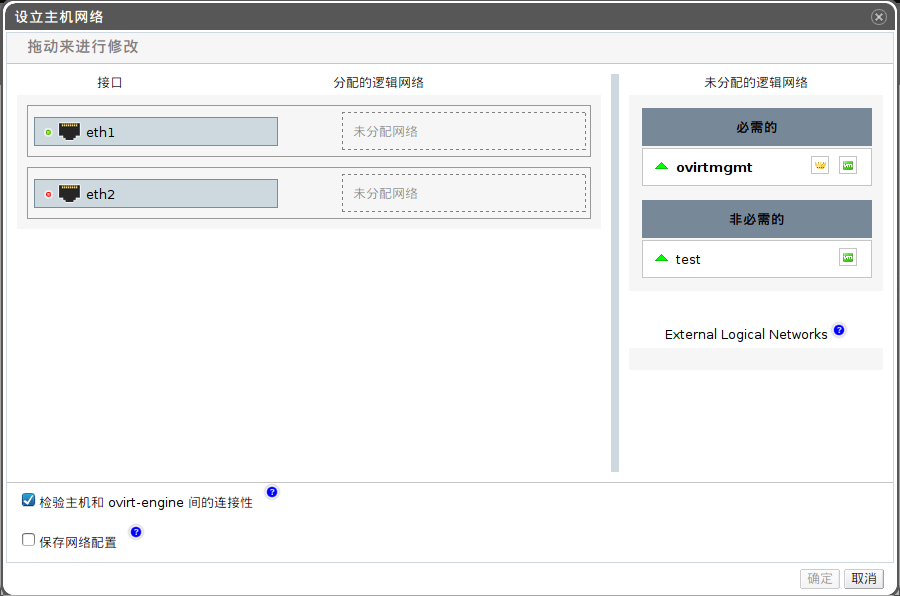 设立主机网络
拖动来进行修改
接口
分配的逻辑网络
未分配的逻辑网络
eth1
未分配网络
eth2
未分配网络
必需的
ovirtmgmt
vm
非必需的
test
vm
External Logical Networks ?
检验主机和 ovirt-engine 间的连接性 ?
保存网络配置 ?
确定
取消